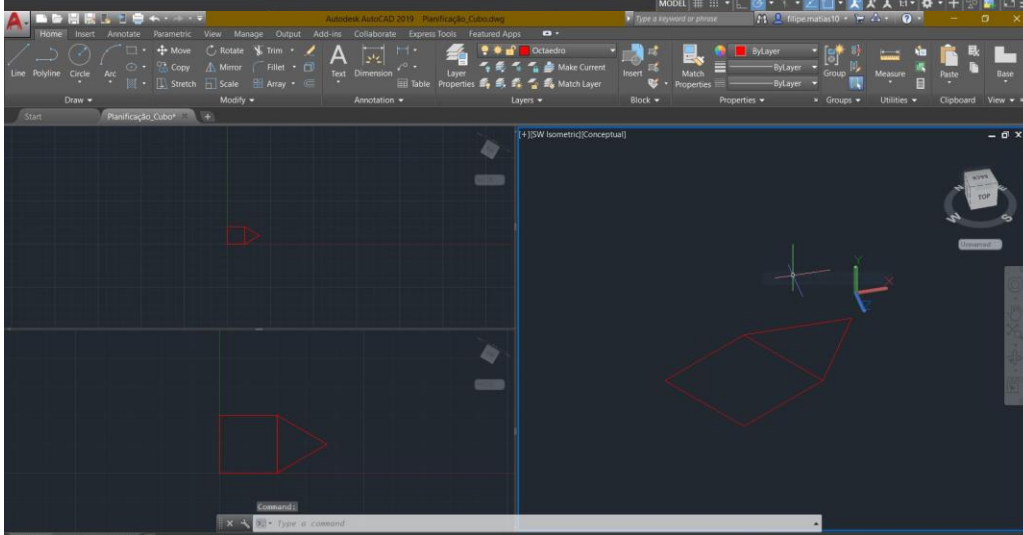 MODEL 1:1
Autodesk AutoCAD 2019 Planificação_Cubo.dwg Type a keyword or phrase filipe.matias10
Home Insert Annotate Parametric View Manage Output Add-ins Collaborate Express Tools Featured Apps
Move Rotate Trim Octaedro ByLayer
Line Polyline Circle Arc Copy Mirror Fillet Text Dimension Layer Properties Make Current Insert Match Properties ByLayer Group Measure Paste Base
Stretch Scale Array Table Match Layer ByLayer
Draw Modify Annotation Layers Block Properties Groups Utilities Clipboard View
Start Planificação_Cubo*
[+][SW Isometric][Conceptual]
BACK
TOP
N E
W S
Unnamed
Y
X
Z
Command:
Type a command